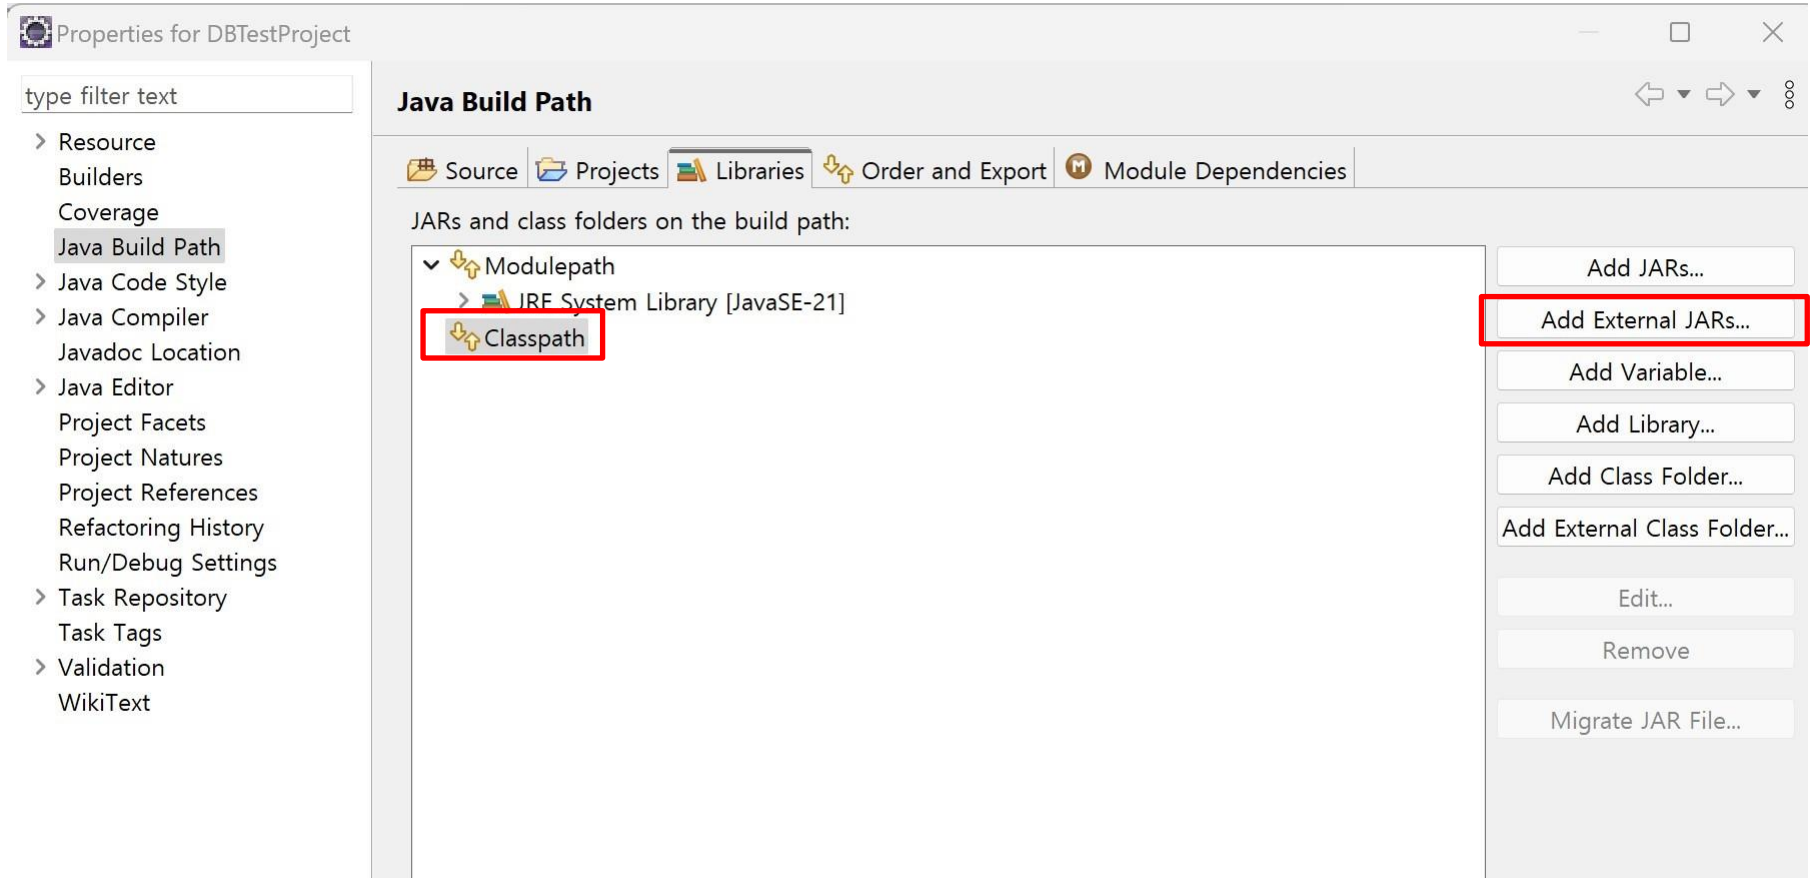 Properties for DBTestProject
type filter text
Resource
Builders
Coverage
Java Build Path
Java Code Style
Java Compiler
Javadoc Location
Java Editor
Project Facets
Project Natures
Project References
Refactoring History
Run/Debug Settings
Task Repository
Task Tags
Validation
WikiText
Java Build Path
Source Projects Libraries Order and Export Module Dependencies
JARs and class folders on the build path:
Modulepath
JRE System Library [JavaSE-21]
Classpath
Add JARs...
Add External JARs...
Add Variable...
Add Library...
Add Class Folder...
Add External Class Folder...
Edit...
Remove
Migrate JAR File...